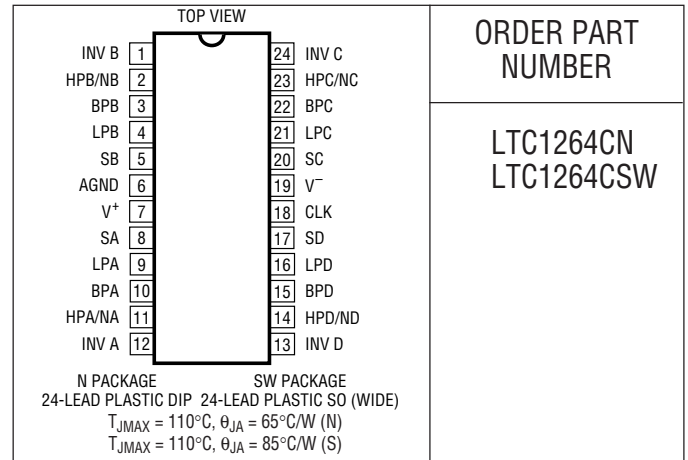 TOP VIEW
INV B 1
HPB/NB 2
BPB 3
LPB 4
SB 5
AGND 6
V+ 7
SA 8
LPA 9
BPA 10
HPA/NA 11
INV A 12
24 INV C
23 HPC/NC
22 BPC
21 LPC
20 SC
19 V–
18 CLK
17 SD
16 LPD
15 BPD
14 HPD/ND
13 INV D
N PACKAGE
24-LEAD PLASTIC DIP
SW PACKAGE
24-LEAD PLASTIC SO (WIDE)
TJMAX = 110°C, θJA = 65°C/W (N)
TJMAX = 110°C, θJA = 85°C/W (S)
ORDER PART
NUMBER
LTC1264CN
LTC1264CSW